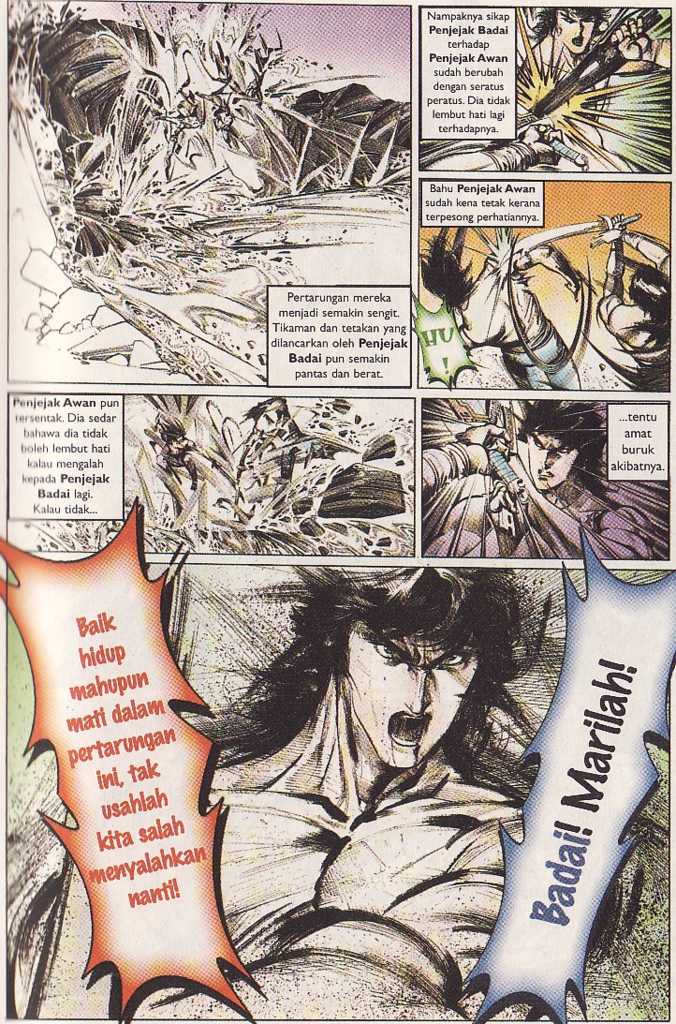 Pertarungan mereka
menjadi semakin sengit.
Tikaman dan tetakan yang
dilancarkan oleh Penjejak
Badai pun semakin
pantas dan berat.
Nampaknya sikap
Penjejak Badai
terhadap
Penjejak Awan
sudah berubah
dengan seratus
peratus. Dia tidak
lembut hati lagi
terhadapnya.
Bahu Penjejak Awan
sudah kena tetak kerana
terpesong perhatiannya.
HU
!
Penjejak Awan pun
tersentak. Dia sedar
bahawa dia tidak
boleh lembut hati
kalau mengalah
kepada Penjejak
Badai lagi.
Kalau tidak...
...tentu
amat
buruk
akibatnya.
Baik
hidup
mahupun
mati dalam
pertarungan
ini, tak
usahlah
kita salah
menyalahkan
nanti!
Badai! Marilah!